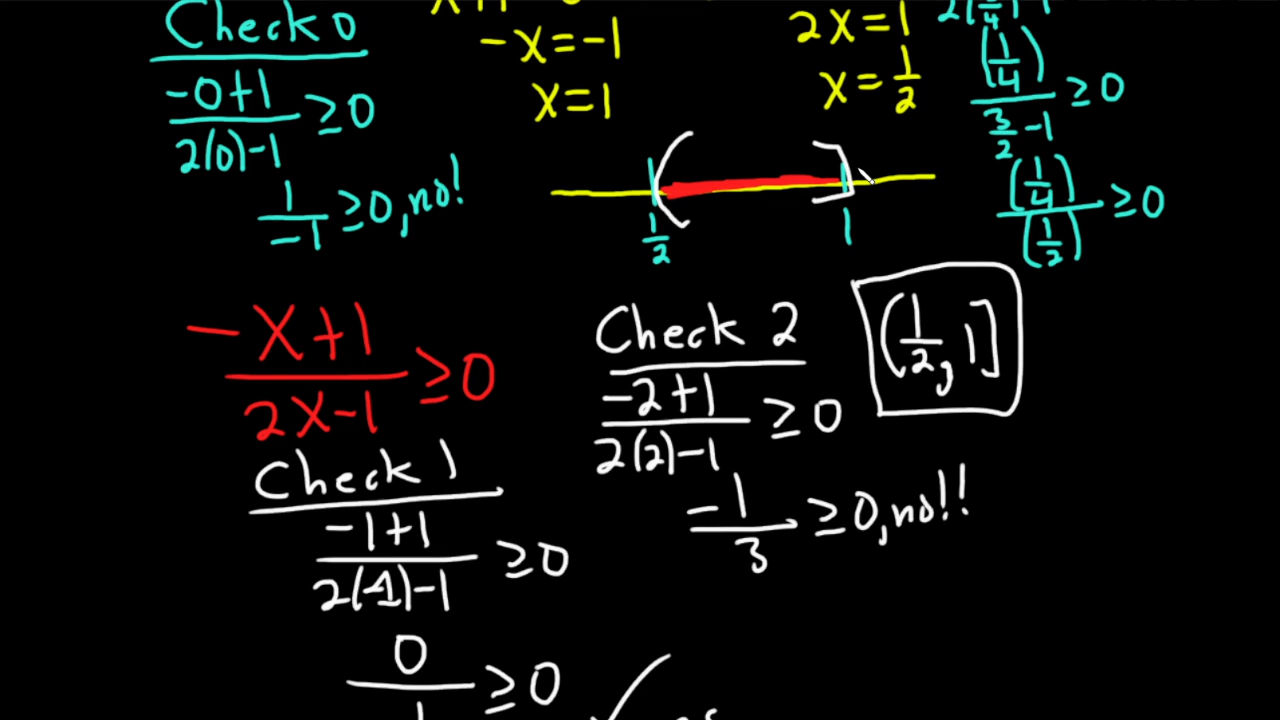 Check 0
-0+1
2(0)-1
≥0
1
-1
≥0, no!
-x=-1
x=1
2x=1
x=1/2
(1/4)
3/2 -1
≥0
(1/4)
(1/2)
≥0
( ]
1/2
1
-x+1
2x-1
≥0
Check 2
-2+1
2(2)-1
≥0
-1
3
≥0, no!!
(1/2, 1]
Check 1
-1+1
2(1)-1
≥0
0
1
≥0